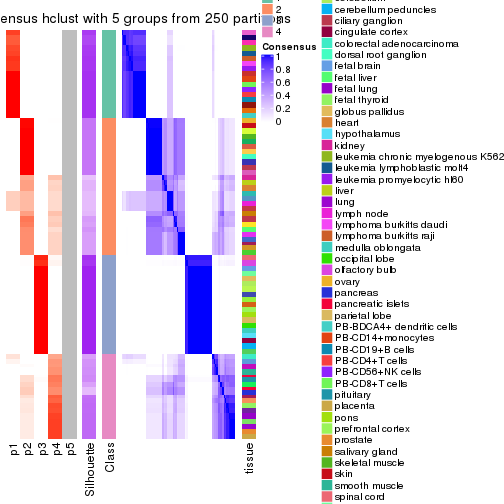 ensus hclust with 5 groups from 250 partitions
2
4
Consensus
1
0.8
0.6
0.4
0.2
0
p1
p2
p3
p4
p5
Silhouette
Class
tissue
cerebellum peduncles
ciliary ganglion
cingulate cortex
colorectal adenocarcinoma
dorsal root ganglion
fetal brain
fetal liver
fetal lung
fetal thyroid
globus pallidus
heart
hypothalamus
kidney
leukemia chronic myelogenous K562
leukemia lymphoblastic molt4
leukemia promyelocytic hl60
liver
lung
lymph node
lymphoma burkitts daudi
lymphoma burkitts raji
medulla oblongata
occipital lobe
olfactory bulb
ovary
pancreas
pancreatic islets
parietal lobe
PB-BDCA4+ dendritic cells
PB-CD14+monocytes
PB-CD19+B cells
PB-CD4+T cells
PB-CD56+NK cells
PB-CD8+T cells
pituitary
placenta
pons
prefrontal cortex
prostate
salivary gland
skeletal muscle
skin
smooth muscle
spinal cord